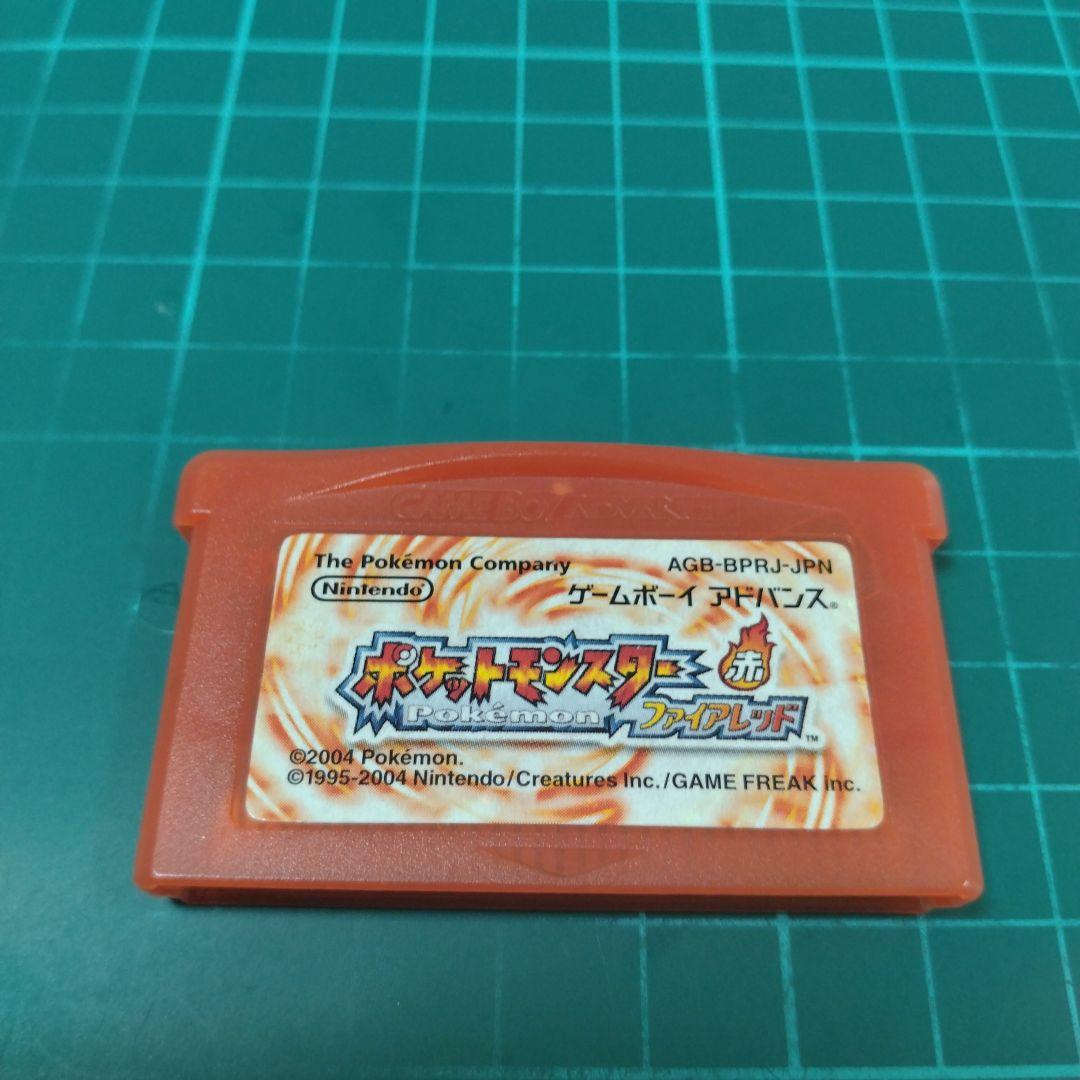 GAME BOY ADVANCE
The Pokémon Company
AGB-BPRJ-JPN
Nintendo®
ゲームボーイ アドバンス®
ポケットモンスター
赤
Pokémon
ファイアレッド™
©2004 Pokémon.
©1995-2004 Nintendo/Creatures Inc./GAME FREAK inc.